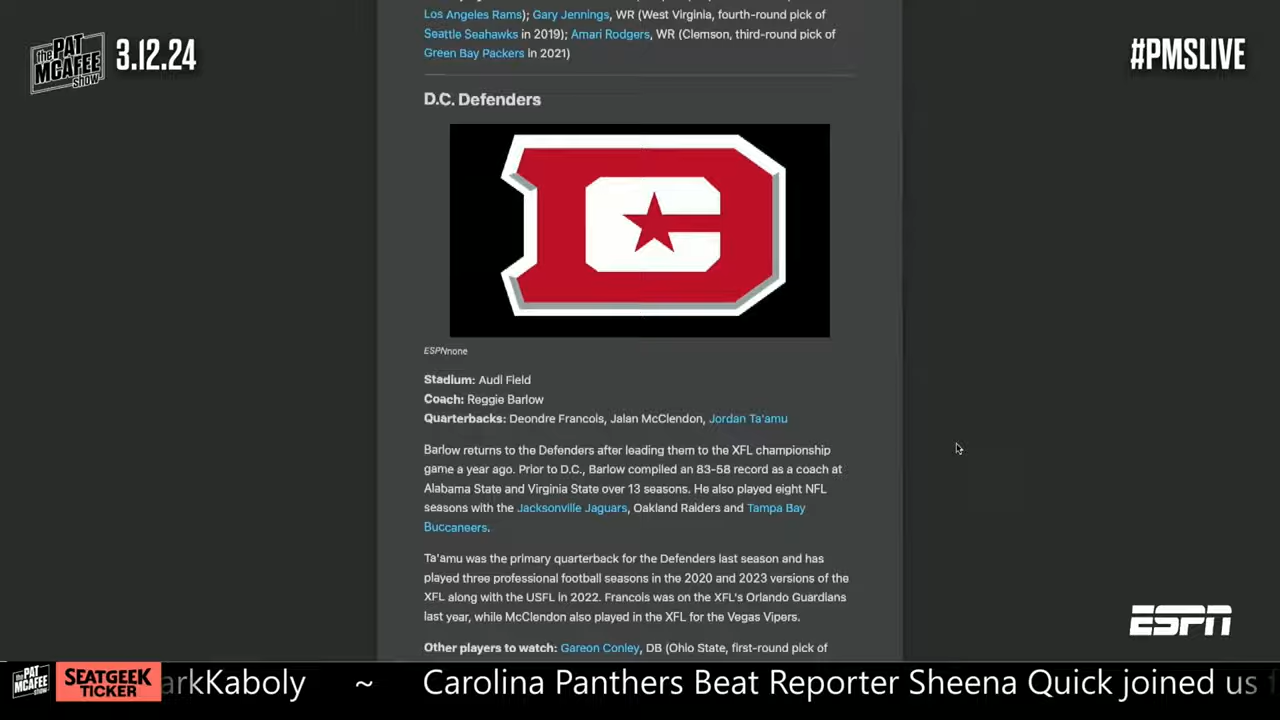 the
PAT
MCAFEE
show
3.12.24
#PMSLIVE
Los Angeles Rams); Gary Jennings, WR (West Virginia, fourth-round pick of
Seattle Seahawks in 2019); Amari Rodgers, WR (Clemson, third-round pick of
Green Bay Packers in 2021)
D.C. Defenders
ESPNnone
Stadium: Audi Field
Coach: Reggie Barlow
Quarterbacks: Deondre Francois, Jalan McClendon, Jordan Ta'amu
Barlow returns to the Defenders after leading them to the XFL championship
game a year ago. Prior to D.C., Barlow compiled an 83-58 record as a coach at
Alabama State and Virginia State over 13 seasons. He also played eight NFL
seasons with the Jacksonville Jaguars, Oakland Raiders and Tampa Bay
Buccaneers.
Ta'amu was the primary quarterback for the Defenders last season and has
played three professional football seasons in the 2020 and 2023 versions of the
XFL along with the USFL in 2022. Francois was on the XFL's Orlando Guardians
last year, while McClendon also played in the XFL for the Vegas Vipers.
Other players to watch: Gareon Conley, DB (Ohio State, first-round pick of
ESPN
the
PAT
MCAFEE
show
SEATGEEK
TICKER
arkKaboly ~ Carolina Panthers Beat Reporter Sheena Quick joined us